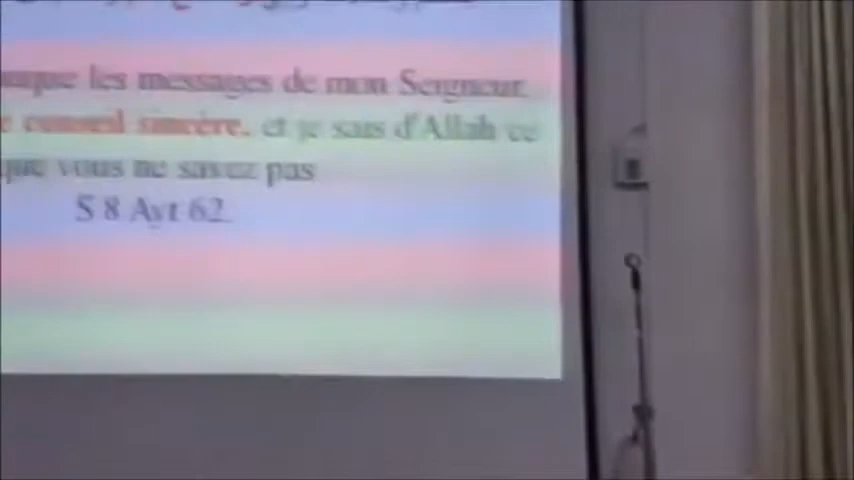 les messages de mon Seigneur.
conseil sincère, et je sais d'Allah ce
que vous ne savez pas
S 8 Ayt 62.